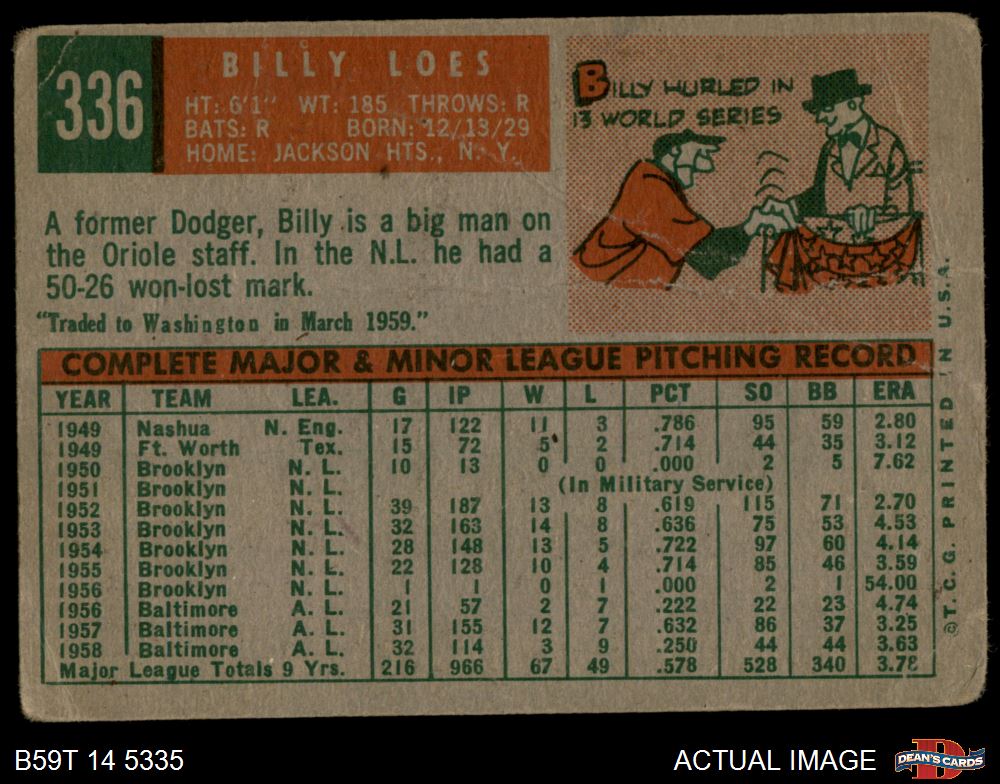 336
BILLY LOES
HT: 6'1" WT: 185 THROWS: R
BATS: R BORN: 12/13/29
HOME: JACKSON HTS., N. Y.
BILLY HURLED IN
13 WORLD SERIES
A former Dodger, Billy is a big man on
the Oriole staff. In the N.L. he had a
50-26 won-lost mark.
"Traded to Washington in March 1959."
COMPLETE MAJOR & MINOR LEAGUE PITCHING RECORD
YEAR TEAM LEA. G IP W L PCT SO BB ERA
1949 Nashua N. Eng. 17 122 11 3 .786 95 59 2.80
1949 Ft. Worth Tex. 15 72 5 2 .714 44 35 3.12
1950 Brooklyn N. L. 10 13 0 0 .000 2 5 7.62
1951 Brooklyn N. L. (In Military Service)
1952 Brooklyn N. L. 39 187 13 8 .619 115 71 2.70
1953 Brooklyn N. L. 32 163 14 8 .636 75 53 4.53
1954 Brooklyn N. L. 28 148 13 5 .722 97 60 4.14
1955 Brooklyn N. L. 22 128 10 4 .714 85 46 3.59
1956 Brooklyn N. L. 1 1 0 1 .000 2 1 54.00
1956 Baltimore A. L. 21 57 2 7 .222 22 23 4.74
1957 Baltimore A. L. 31 155 12 7 .632 86 37 3.25
1958 Baltimore A. L. 32 114 3 9 .250 44 44 3.63
Major League Totals 9 Yrs. 216 966 67 49 .578 528 340 3.78
©T.C.G. PRINTED IN U.S.A.
B59T 14 5335
ACTUAL IMAGE
DEAN'S CARDS